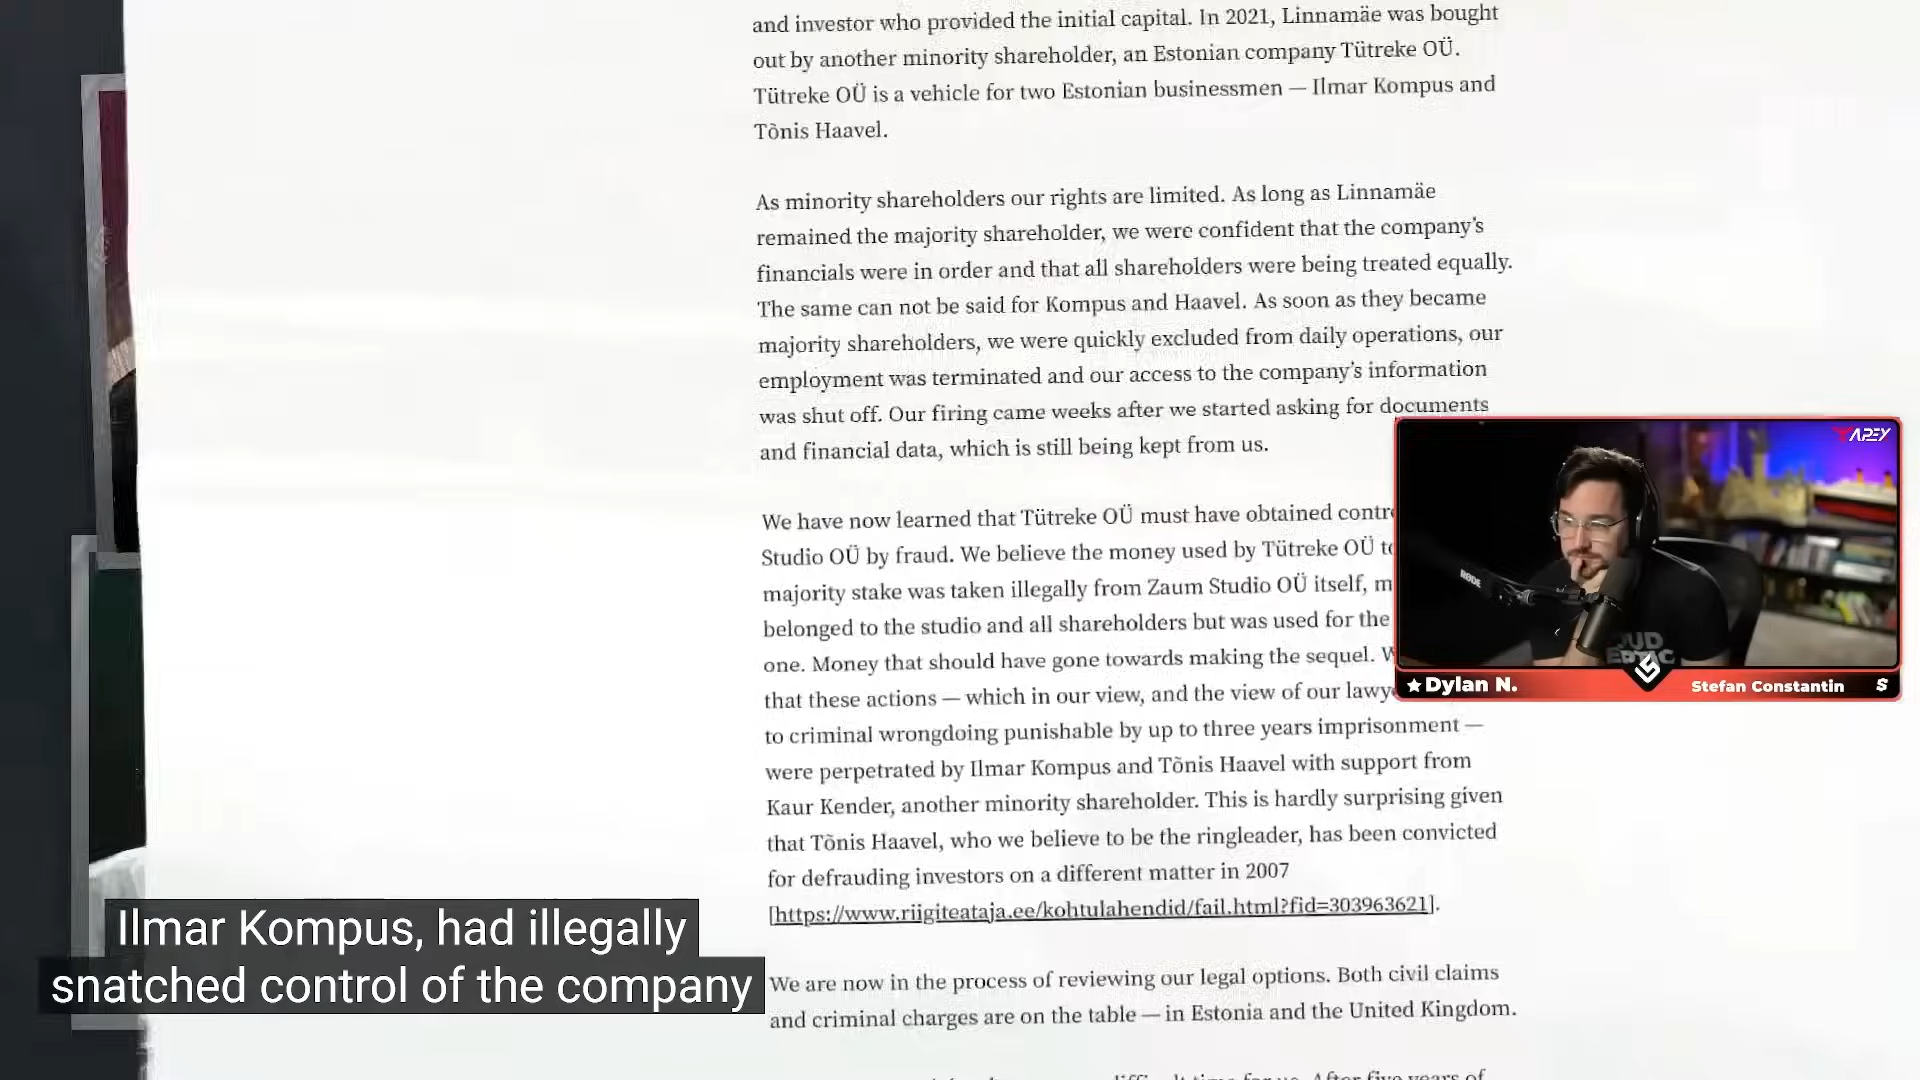 and investor who provided the initial capital. In 2021, Linnamäe was bought
out by another minority shareholder, an Estonian company Tütreke OÜ.
Tütreke OÜ is a vehicle for two Estonian businessmen — Ilmar Kompus and
Tõnis Haavel.
As minority shareholders our rights are limited. As long as Linnamäe
remained the majority shareholder, we were confident that the company's
financials were in order and that all shareholders were being treated equally.
The same can not be said for Kompus and Haavel. As soon as they became
majority shareholders, we were quickly excluded from daily operations, our
employment was terminated and our access to the company's information
was shut off. Our firing came weeks after we started asking for documents
and financial data, which is still being kept from us.
We have now learned that Tütreke OÜ must have obtained
Studio OÜ by fraud. We believe the money used by Tütreke OÜ
majority stake was taken illegally from Zaum Studio OÜ itself,
belonged to the studio and all shareholders but was used for the
one. Money that should have gone towards making the sequel.
that these actions — which in our view, and the view of our
to criminal wrongdoing punishable by up to three years imprisonment —
were perpetrated by Ilmar Kompus and Tõnis Haavel with support from
Kaur Kender, another minority shareholder. This is hardly surprising given
that Tõnis Haavel, who we believe to be the ringleader, has been convicted
for defrauding investors on a different matter in 2007
[https://www.riigiteataja.ee/kohtulahendid/fail.html?fid=303963621].
We are now in the process of reviewing our legal options. Both civil claims
and criminal charges are on the table — in Estonia and the United Kingdom.
Ilmar Kompus, had illegally
snatched control of the company
YAPEY
RØDE
Dylan N.
Stefan Constantin $